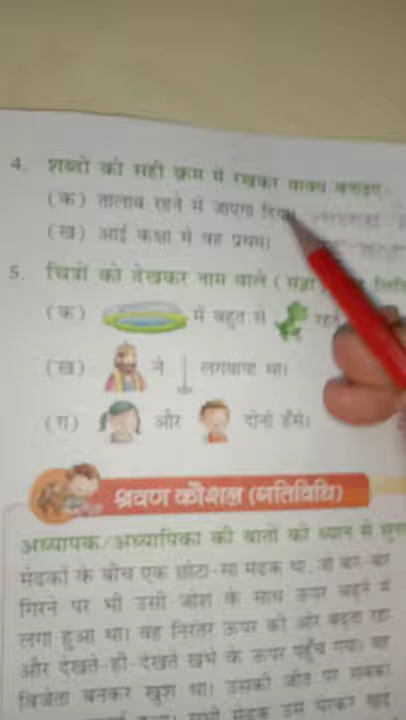 4. शब्दों को सही क्रम में रखकर वाक्य बनाइए
(क) तालाब रहने में जाएगा दिया
(ख) आई कक्षा में वह प्रथम।
5. चित्रों को देखकर नाम वाले (संज्ञा)
(क) में बहुत से रहते
(ख) ने लगवाया था।
(ग) और दोनों हँसे।
श्रवण कौशल (गतिविधि)
अध्यापक/अध्यापिका की बातों को ध्यान से सुन
मेंढकों के बीच एक छोटा-सा मेंढक था, जो बार-बार
गिरने पर भी उसी जोश के साथ ऊपर चढ़ने में
लगा हुआ था। वह निरंतर ऊपर की ओर बढ़ता रहा
और देखते-ही-देखते खंभे के ऊपर पहुँच गया। वह
विजेता बनकर खुश था। उसकी जीत पर सबको